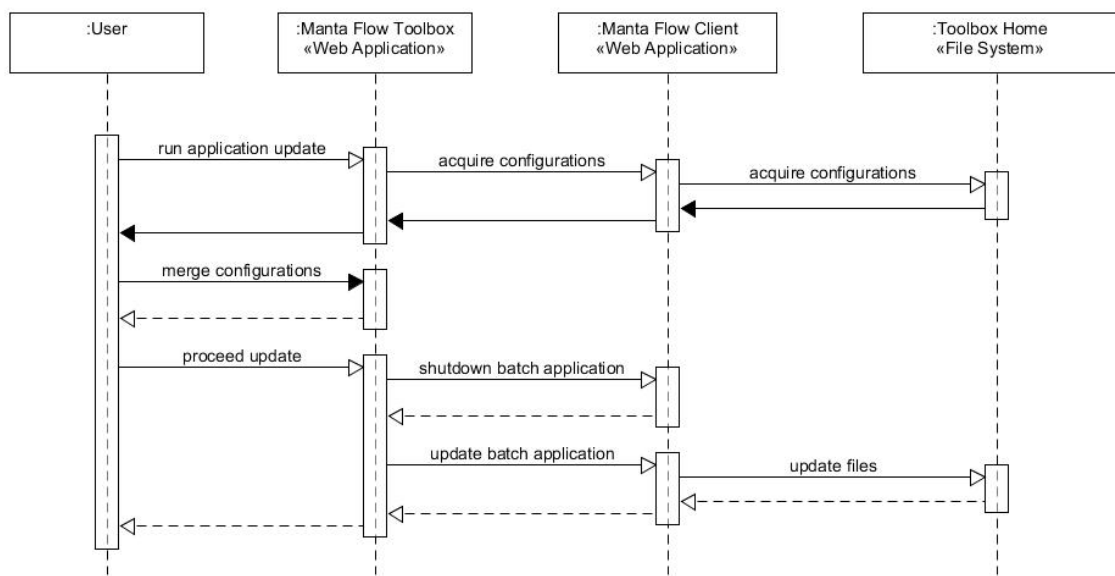 :User
:Manta Flow Toolbox
«Web Application»
:Manta Flow Client
«Web Application»
:Toolbox Home
«File System»
run application update
acquire configurations
acquire configurations
merge configurations
proceed update
shutdown batch application
update batch application
update files